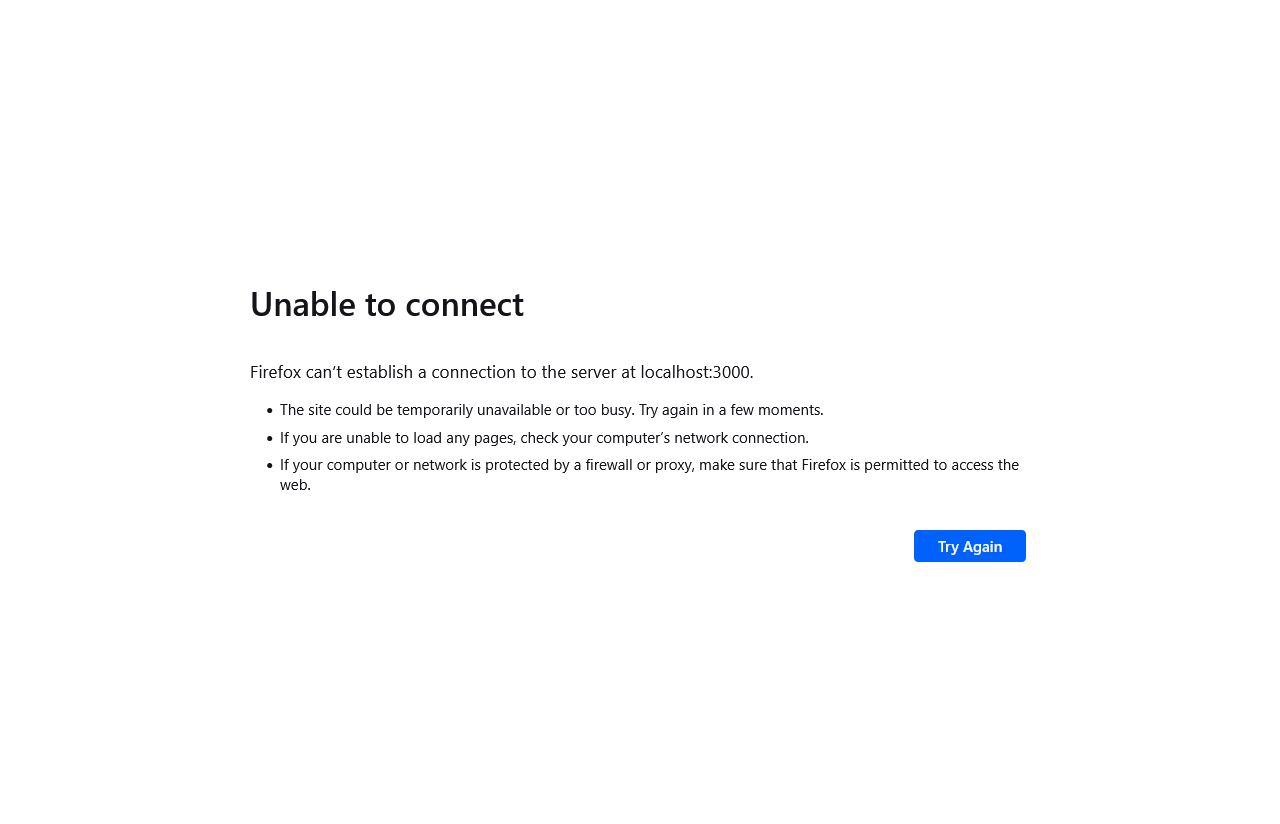 Unable to connect
Firefox can’t establish a connection to the server at localhost:3000.
• The site could be temporarily unavailable or too busy. Try again in a few moments.
• If you are unable to load any pages, check your computer’s network connection.
• If your computer or network is protected by a firewall or proxy, make sure that Firefox is permitted to access the
web.
Try Again